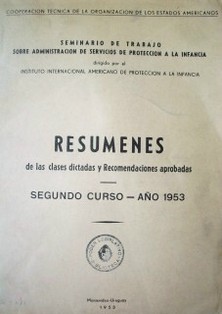 COOPERACION TECNICA DE LA ORGANIZACION DE LOS ESTADOS AMERICANOS
SEMINARIO DE TRABAJO
SOBRE ADMINISTRACION DE SERVICIOS DE PROTECCION A LA INFANCIA
dirigido por el
INSTITUTO INTERNACIONAL AMERICANO DE PROTECCION A LA INFANCIA
RESUMENES
de las clases dictadas y Recomendaciones aprobadas
SEGUNDO CURSO — AÑO 1953
Montevideo
1953